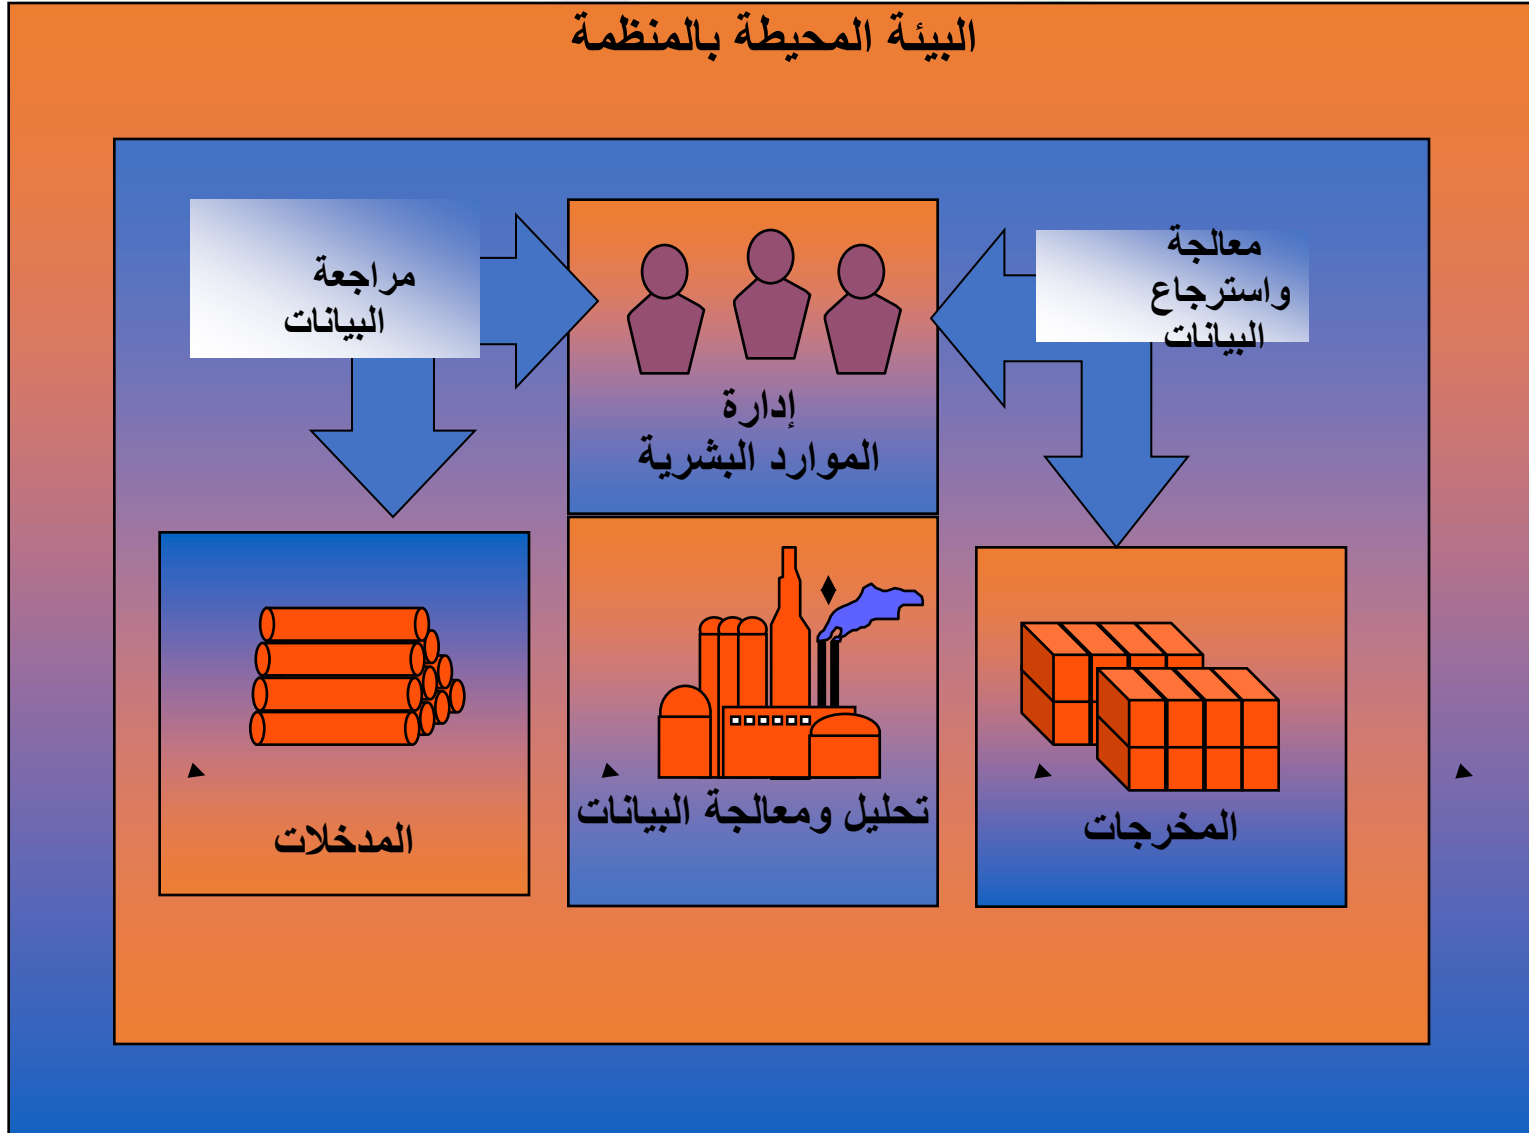 البيئة المحيطة بالمنظمة
معالجة
واسترجاع
البيانات
مراجعة
البيانات
إدارة
الموارد البشرية
المخرجات
تحليل ومعالجة البيانات
المدخلات